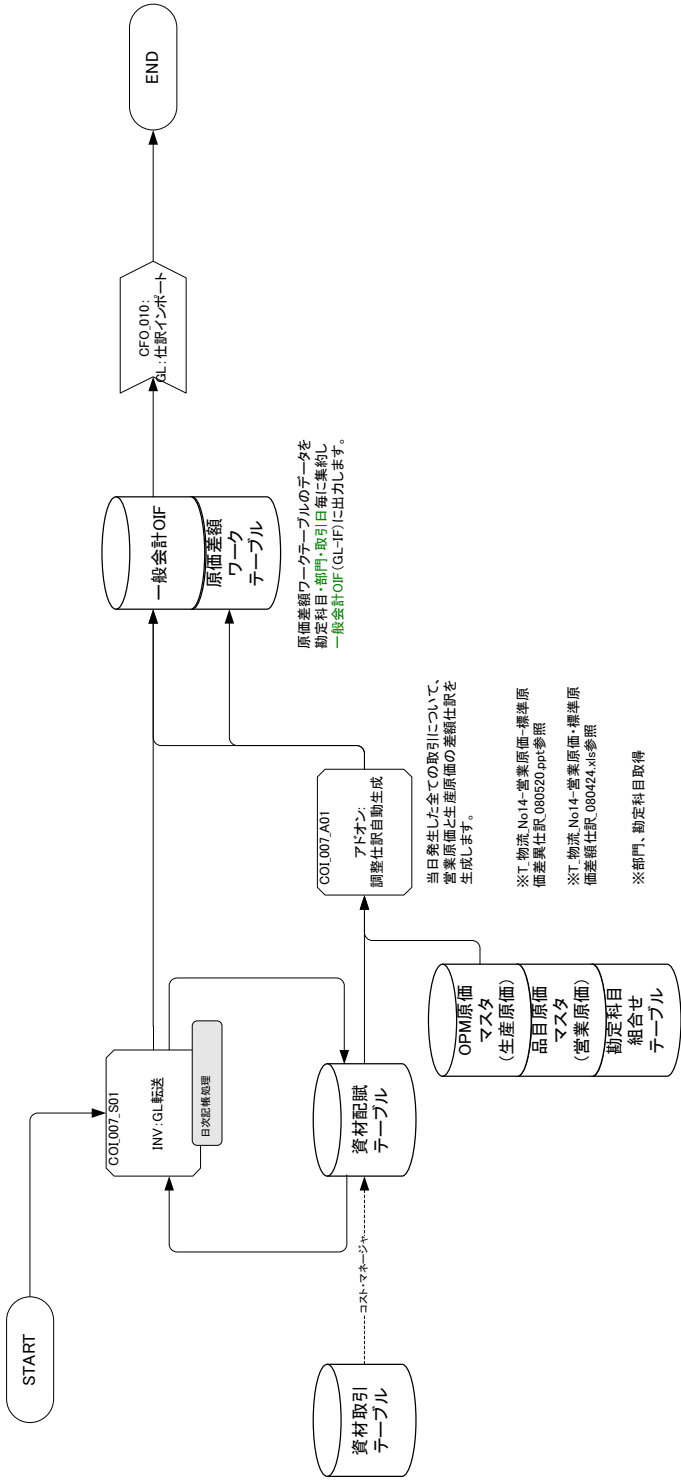 START
COI_007_S01
INV:GL転送
日次記帳処理
資材取引
テーブル
コスト・マネージャ
資材配賦
テーブル
OPM原価
マスタ
(生産原価)
品目原価
マスタ
(営業原価)
勘定科目
組合せ
テーブル
COI_007_A01
アドオン:
調整仕訳自動生成
当日発生した全ての取引について、
営業原価と生産原価の差額仕訳を
生成します。
※T_物流_No14-営業原価-標準原
価差異仕訳_080520.ppt参照
※T_物流_No14-営業原価・標準原
価差額仕訳_080424.xls参照
※部門、勘定科目取得
一般会計OIF
原価差額
ワーク
テーブル
原価差額ワークテーブルのデータを
勘定科目・部門・取引日毎に集約し
一般会計OIF(GL-IF)に出力します。
CFO_010:
GL:仕訳インポート
END